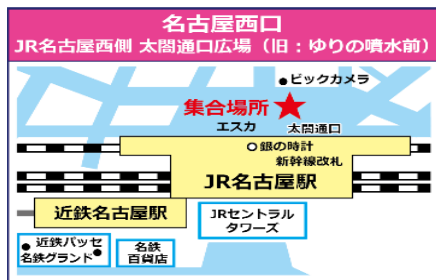 名古屋西口
JR名古屋西側 太閤通口広場（旧：ゆりの噴水前）
ビックカメラ
集合場所
エスカ
太閤通口
銀の時計
新幹線改札
JR名古屋駅
近鉄名古屋駅
JRセントラル
タワーズ
近鉄パッセ
名鉄グランド
名鉄
百貨店